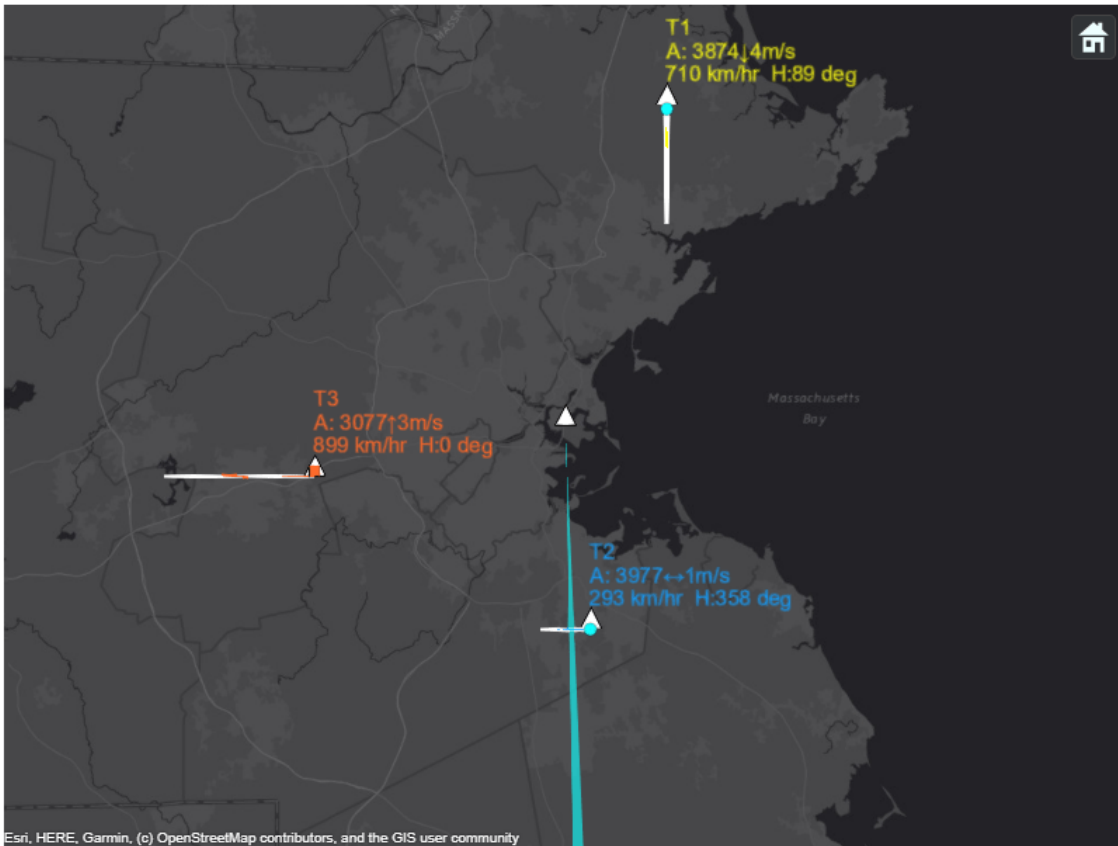 MASSACHUSETTS
T1
A: 3874↓4m/s
710 km/hr H:89 deg
Massachusetts
Bay
T3
A: 3077↑3m/s
899 km/hr H:0 deg
T2
A: 3977↔1m/s
293 km/hr H:358 deg
Esri, HERE, Garmin, (c) OpenStreetMap contributors, and the GIS user community